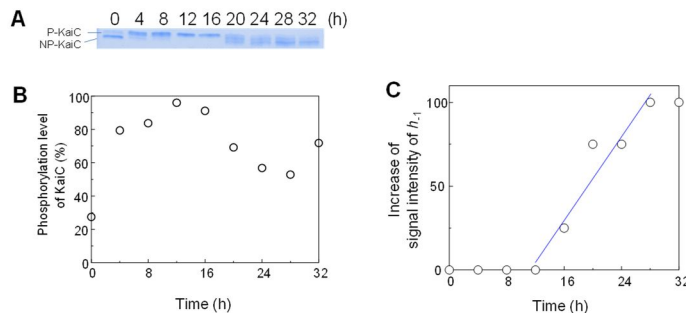 A
0 4 8 12 16 20 24 28 32 (h)
P-KaiC
NP-KaiC
B
Phosphorylation level
of KaiC (%)
100
80
60
40
20
0
0 8 16 24 32
Time (h)
C
Increase of
signal intensity of h-1
100
50
0
0 8 16 24 32
Time (h)